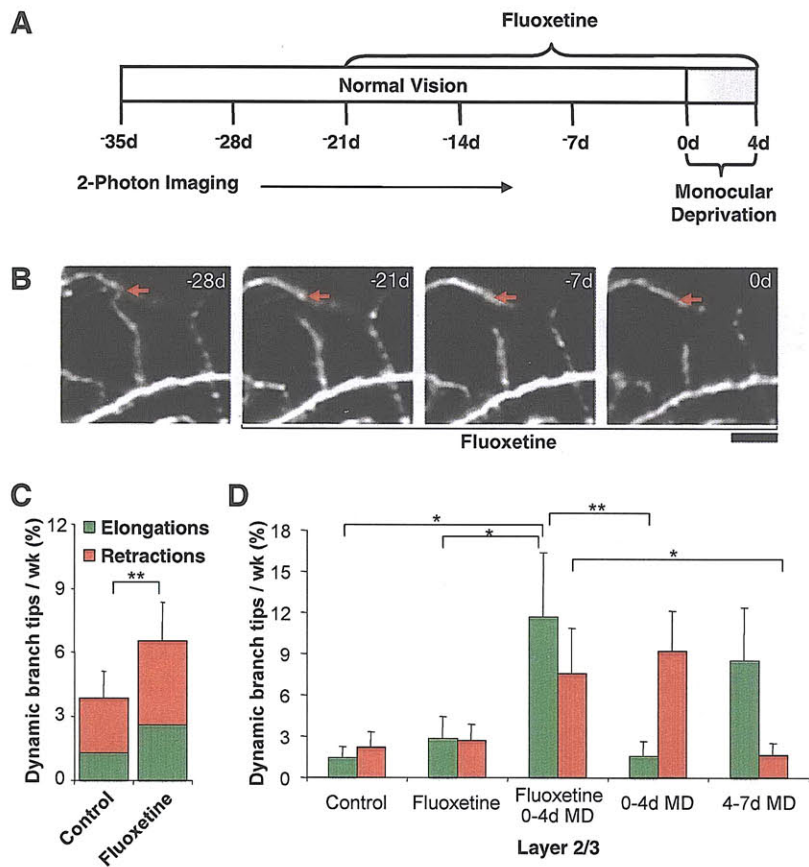 A
Fluoxetine
Normal Vision
-35d -28d -21d -14d -7d 0d 4d
2-Photon Imaging
Monocular
Deprivation
B
-28d -21d -7d 0d
Fluoxetine
C
Dynamic branch tips / wk (%)
12
9
6
3
0
Elongations
Retractions
**
Control
Fluoxetine
D
Dynamic branch tips / wk (%)
18
15
12
9
6
3
0
*
*
**
*
Control
Fluoxetine
Fluoxetine
0-4d MD
0-4d MD
4-7d MD
Layer 2/3